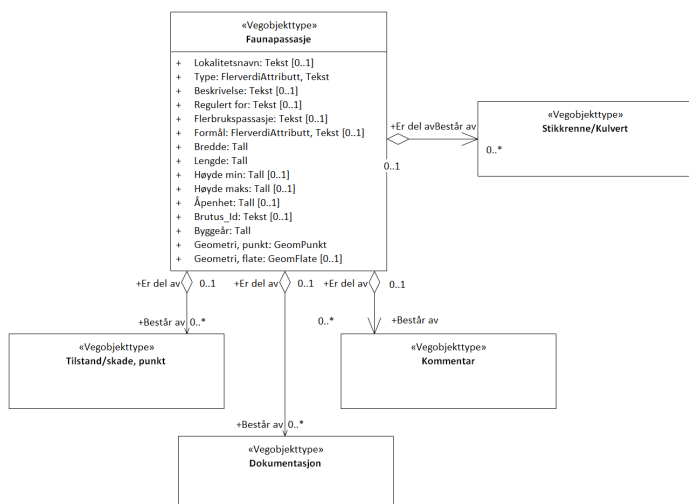 «Vegobjekttype»
Faunapassasje
+ Lokalitetsnavn: Tekst [0..1]
+ Type: FlerverdiAttributt, Tekst
+ Beskrivelse: Tekst [0..1]
+ Regulert for: Tekst [0..1]
+ Flerbrukspassasje: Tekst [0..1]
+ Formål: FlerverdiAttributt, Tekst [0..1]
+ Bredde: Tall
+ Lengde: Tall
+ Høyde min: Tall [0..1]
+ Høyde maks: Tall [0..1]
+ Åpenhet: Tall [0..1]
+ Brutus_Id: Tekst [0..1]
+ Byggeår: Tall
+ Geometri, punkt: GeomPunkt
+ Geometri, flate: GeomFlate [0..1]
+Er del av Består av
0..1
0..*
«Vegobjekttype»
Stikkrenne/Kulvert
+Er del av 0..1
+Er del av 0..1
+Er del av 0..1
+Består av 0..*
0..* +Består av
«Vegobjekttype»
Tilstand/skade, punkt
«Vegobjekttype»
Kommentar
+Består av 0..*
«Vegobjekttype»
Dokumentasjon